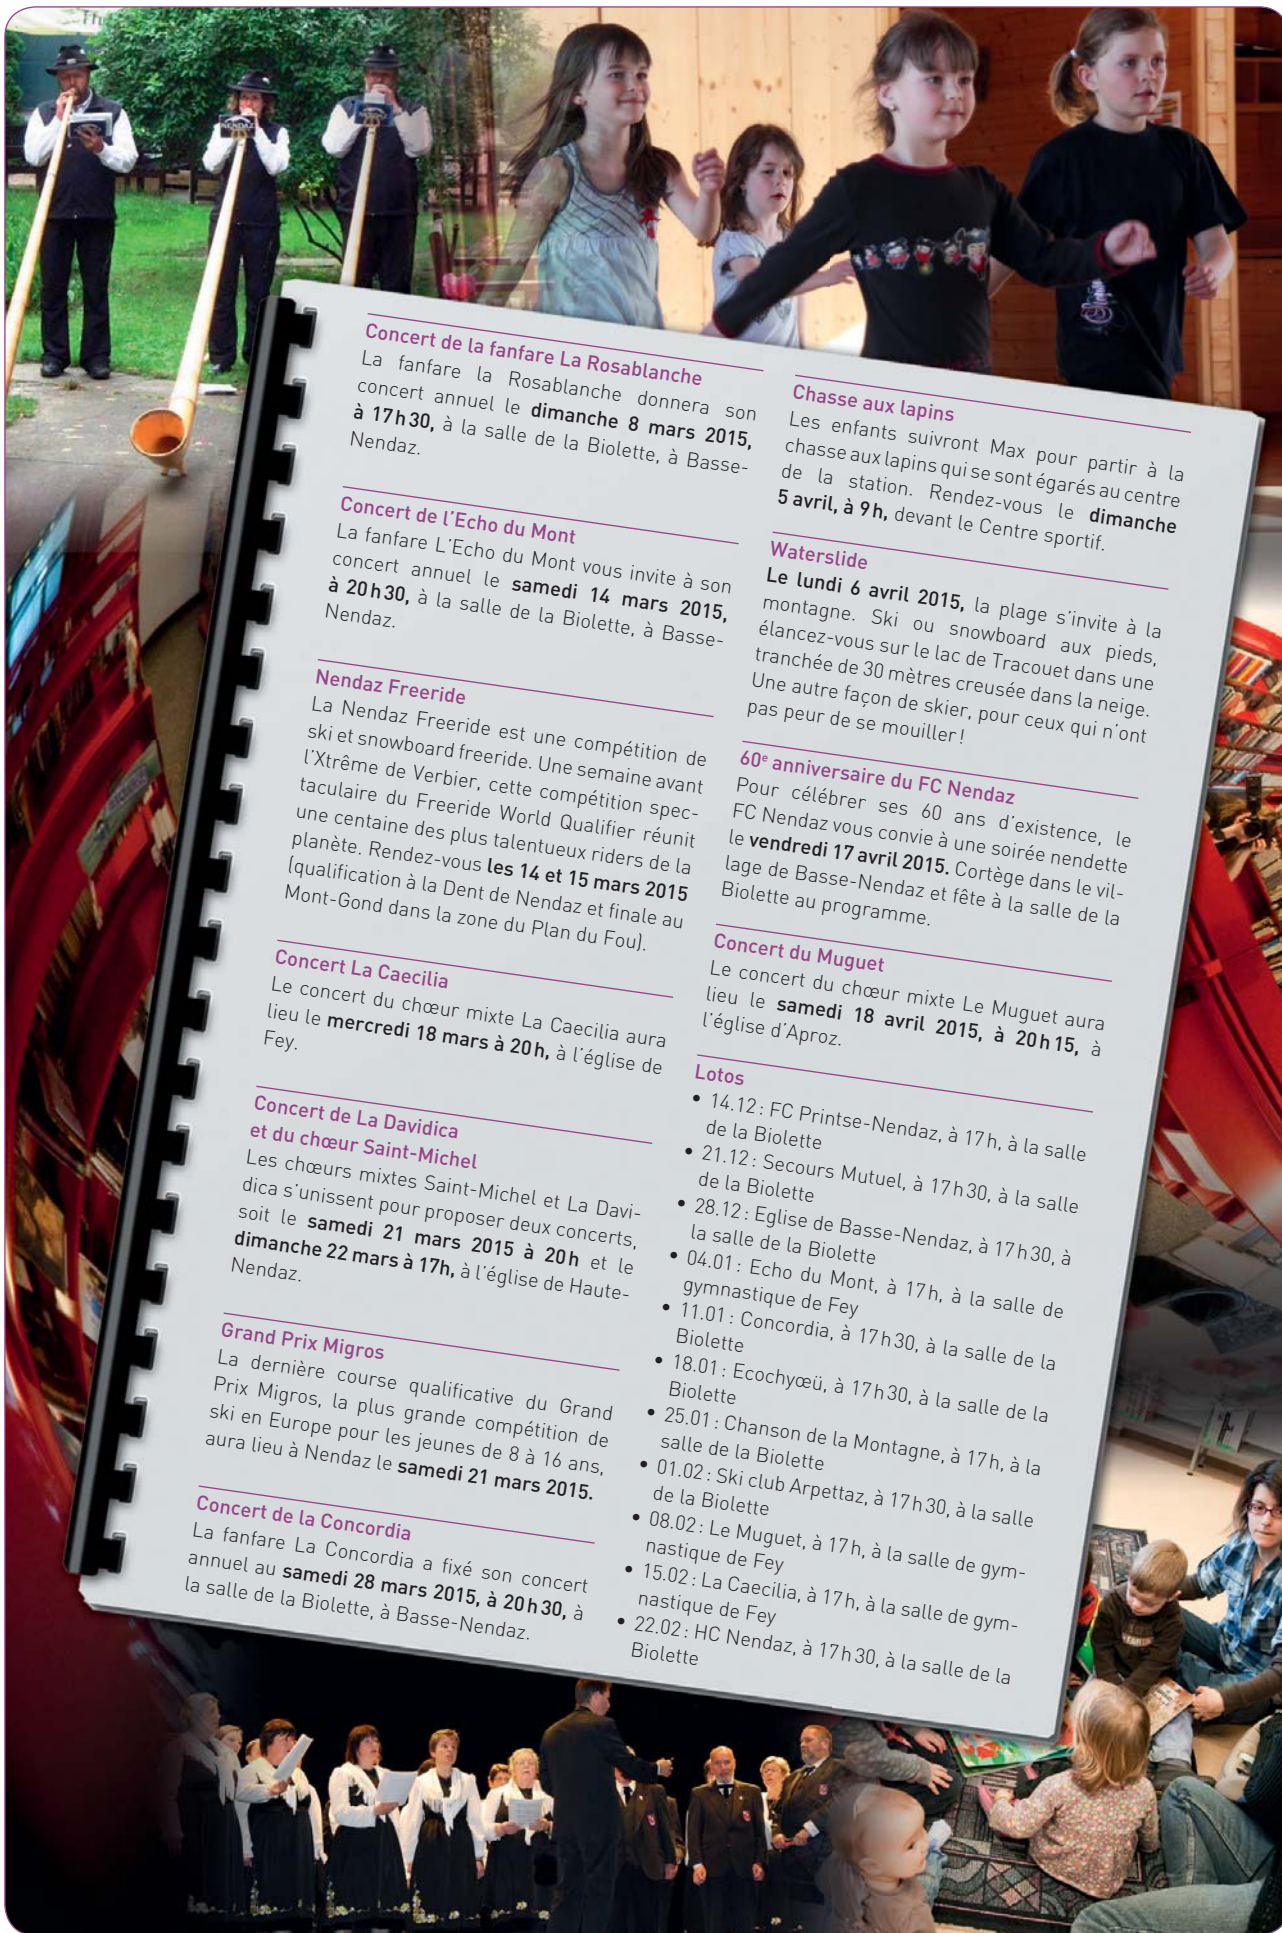 NENDAZ
Concert de la fanfare La Rosablanche
La fanfare la Rosablanche donnera son
concert annuel le dimanche 8 mars 2015,
à 17h30, à la salle de la Biolette, à Basse-
Nendaz.
Concert de l'Echo du Mont
La fanfare L'Echo du Mont vous invite à son
concert annuel le samedi 14 mars 2015,
à 20h30, à la salle de la Biolette, à Basse-
Nendaz.
Nendaz Freeride
La Nendaz Freeride est une compétition de
ski et snowboard freeride. Une semaine avant
l'Xtrême de Verbier, cette compétition spec-
taculaire du Freeride World Qualifier réunit
une centaine des plus talentueux riders de la
planète. Rendez-vous les 14 et 15 mars 2015
(qualification à la Dent de Nendaz et finale au
Mont-Gond dans la zone du Plan du Fou).
Concert La Caecilia
Le concert du chœur mixte La Caecilia aura
lieu le mercredi 18 mars à 20h, à l'église de
Fey.
Concert de La Davidica
et du chœur Saint-Michel
Les chœurs mixtes Saint-Michel et La Davi-
dica s'unissent pour proposer deux concerts,
soit le samedi 21 mars 2015 à 20h et le
dimanche 22 mars à 17h, à l'église de Haute-
Nendaz.
Grand Prix Migros
La dernière course qualificative du Grand
Prix Migros, la plus grande compétition de
ski en Europe pour les jeunes de 8 à 16 ans,
aura lieu à Nendaz le samedi 21 mars 2015.
Concert de la Concordia
La fanfare La Concordia a fixé son concert
annuel au samedi 28 mars 2015, à 20h30, à
la salle de la Biolette, à Basse-Nendaz.
Chasse aux lapins
Les enfants suivront Max pour partir à la
chasse aux lapins qui se sont égarés au centre
de la station. Rendez-vous le dimanche
5 avril, à 9h, devant le Centre sportif.
Waterslide
Le lundi 6 avril 2015, la plage s'invite à la
montagne. Ski ou snowboard aux pieds,
élancez-vous sur le lac de Tracouet dans une
tranchée de 30 mètres creusée dans la neige.
Une autre façon de skier, pour ceux qui n'ont
pas peur de se mouiller !
60e anniversaire du FC Nendaz
Pour célébrer ses 60 ans d'existence, le
FC Nendaz vous convie à une soirée nendette
le vendredi 17 avril 2015. Cortège dans le vil-
lage de Basse-Nendaz et fête à la salle de la
Biolette au programme.
Concert du Muguet
Le concert du chœur mixte Le Muguet aura
lieu le samedi 18 avril 2015, à 20h15, à
l'église d'Aproz.
Lotos
• 14.12 : FC Printse-Nendaz, à 17h, à la salle
de la Biolette
• 21.12 : Secours Mutuel, à 17h30, à la salle
de la Biolette
• 28.12 : Eglise de Basse-Nendaz, à 17h30, à
la salle de la Biolette
• 04.01 : Echo du Mont, à 17h, à la salle de
gymnastique de Fey
• 11.01 : Concordia, à 17h30, à la salle de la
Biolette
• 18.01 : Ecochyœü, à 17h30, à la salle de la
Biolette
• 25.01 : Chanson de la Montagne, à 17h, à la
salle de la Biolette
• 01.02 : Ski club Arpettaz, à 17h30, à la salle
de la Biolette
• 08.02 : Le Muguet, à 17h, à la salle de gym-
nastique de Fey
• 15.02 : La Caecilia, à 17h, à la salle de gym-
nastique de Fey
• 22.02 : HC Nendaz, à 17h30, à la salle de la
Biolette